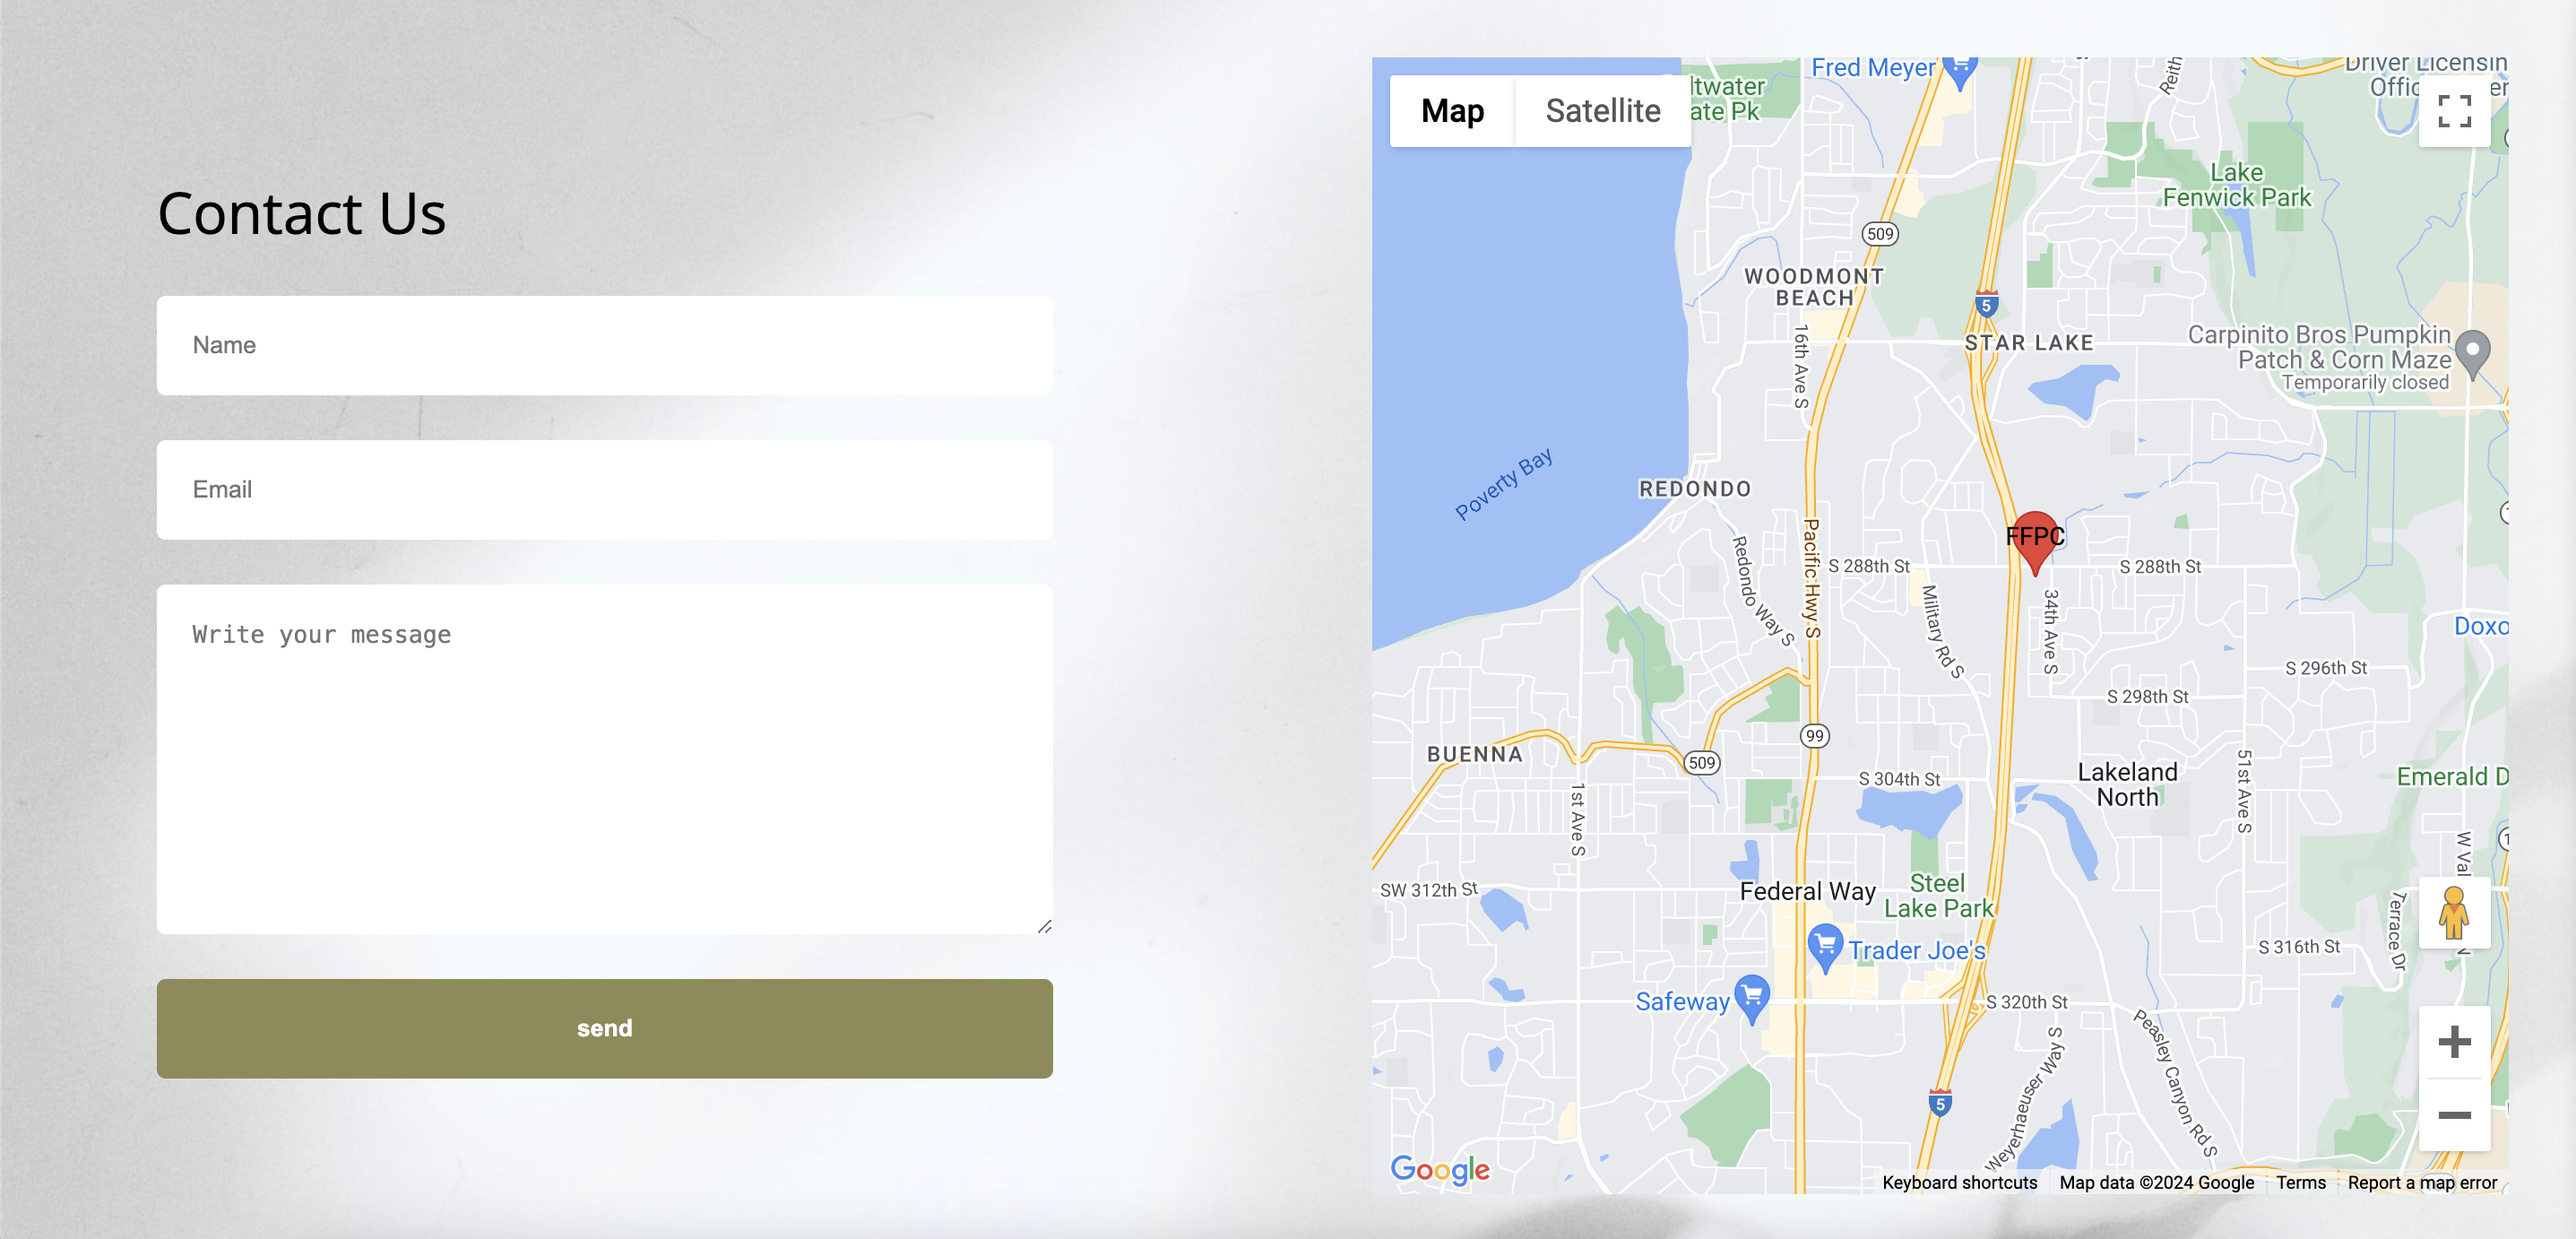 Contact Us
Name
Email
Write your message
send
Map
Satellite
Fred Meyer
ltwater
ate Pk
Reith
Driver Licensin
Offic
er
Lake
Fenwick Park
509
WOODMONT
BEACH
5
STAR LAKE
16th Ave S
Carpinito Bros Pumpkin
Patch & Corn Maze
Temporarily closed
Poverty Bay
REDONDO
FFPC
Pacific Hwy S
Redondo Way S
S 288th St
S 288th St
Military Rd S
34th Ave S
Doxo
S 296th St
S 298th St
99
BUENNA
509
S 304th St
Lakeland
North
51st Ave S
Emerald D
1st Ave S
W Val
N
SW 312th St
Federal Way
Steel
Lake Park
Terrace Dr
Trader Joe's
S 316th St
Safeway
S 320th St
Weyerhaeuser Way S
Peasley Canyon Rd S
5
Google
Keyboard shortcuts
Map data ©2024 Google
Terms
Report a map error